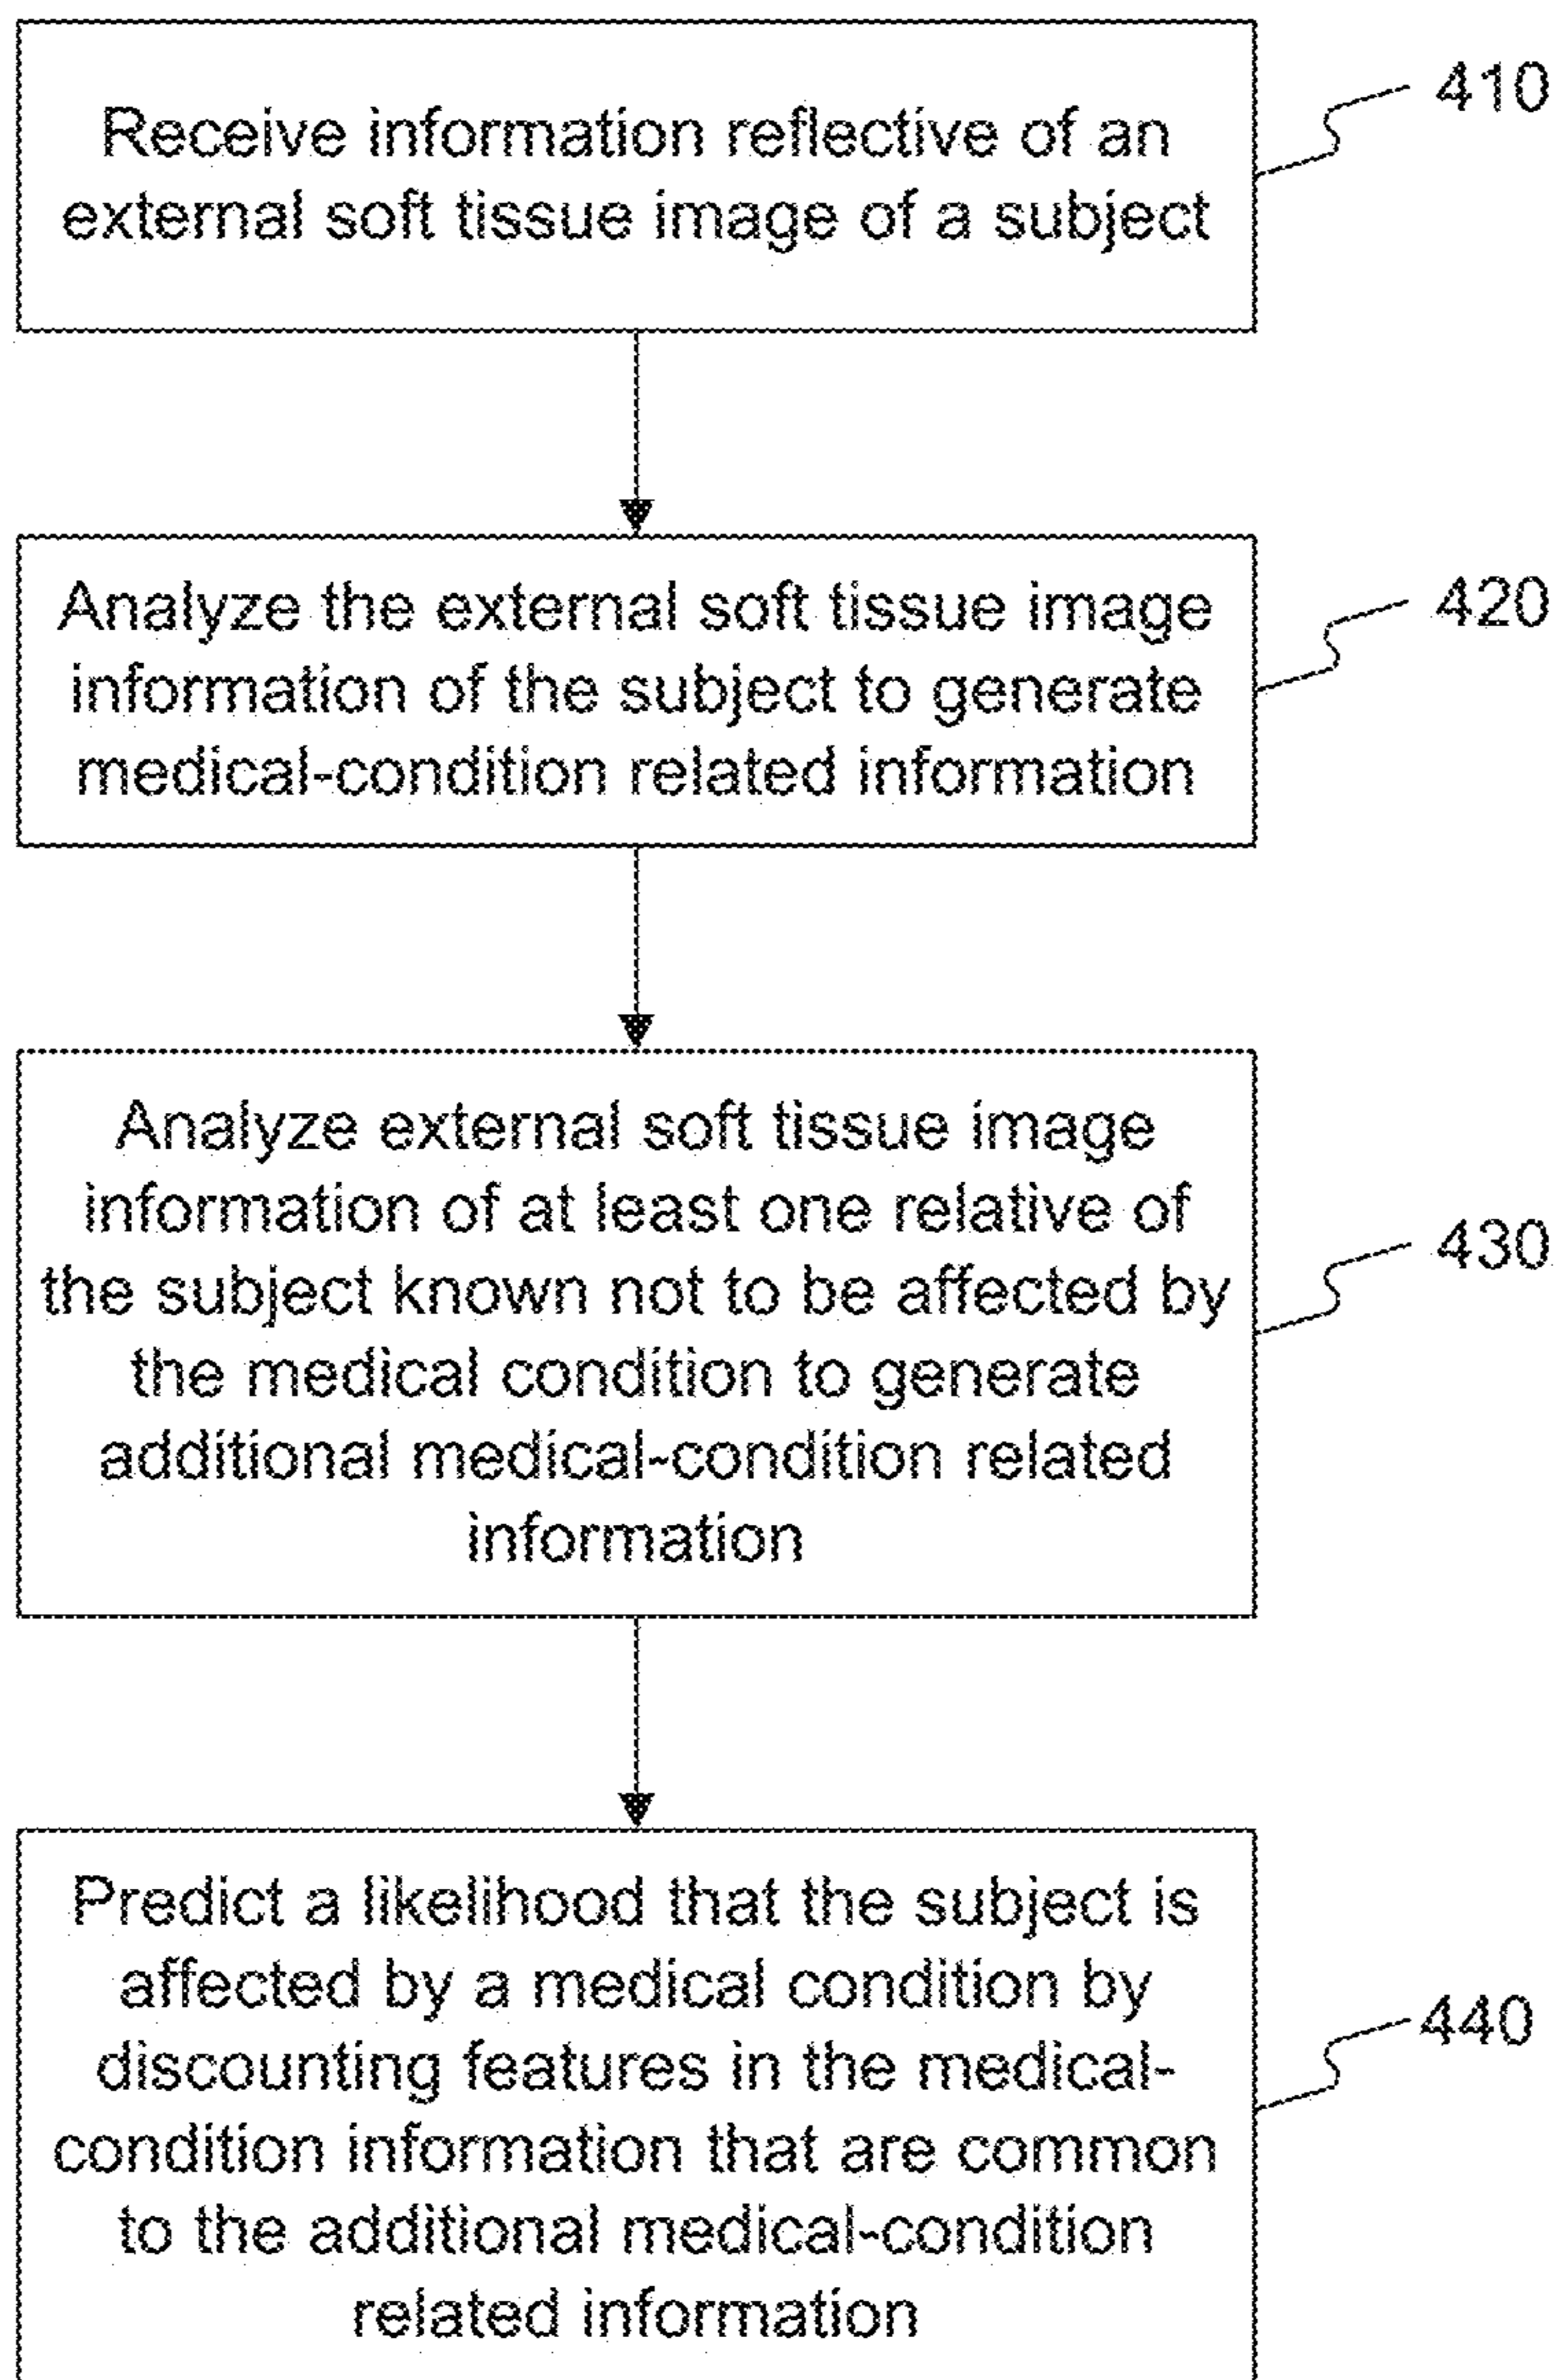 Receive information reflective of an
external soft tissue image of a subject
410
Analyze the external soft tissue image
information of the subject to generate
medical-condition related information
420
Analyze external soft tissue image
information of at least one relative of
the subject known not to be affected by
the medical condition to generate
additional medical-condition related
information
430
Predict a likelihood that the subject is
affected by a medical condition by
discounting features in the medical-
condition information that are common
to the additional medical-condition
related information
440